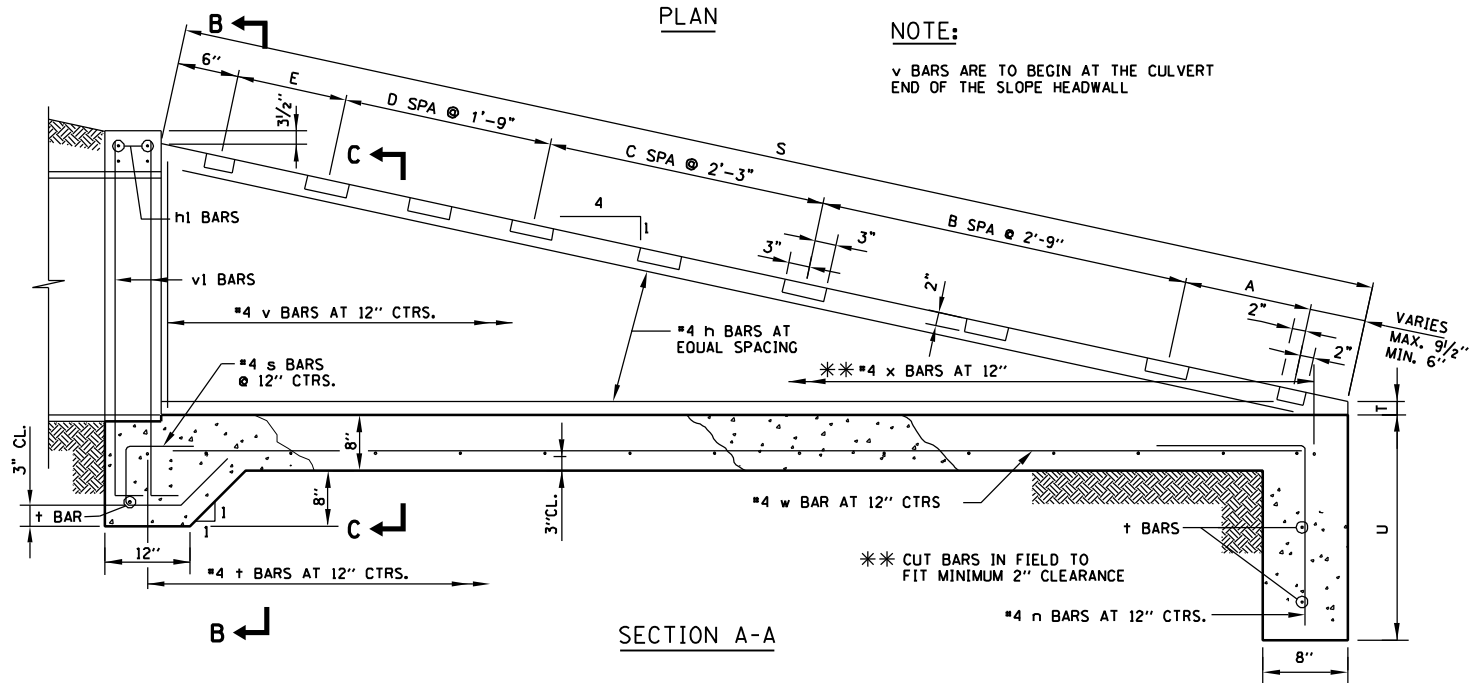 PLAN
NOTE:
v BARS ARE TO BEGIN AT THE CULVERT
END OF THE SLOPE HEADWALL
B
6"
E
D SPA @ 1'-9"
C SPA @ 2'-3"
S
B SPA @ 2'-9"
A
3½"
C
4
1
3"
3"
2"
2"
2"
VARIES
MAX. 9½"
MIN. 6"
h1 BARS
v1 BARS
#4 v BARS AT 12" CTRS.
#4 h BARS AT
EQUAL SPACING
** #4 x BARS AT 12"
#4 s BARS
@ 12" CTRS.
T
3" CL.
8"
8"
3"CL.
#4 w BAR AT 12" CTRS
t BAR
1
1
C
t BARS
U
12"
#4 t BARS AT 12" CTRS.
** CUT BARS IN FIELD TO
FIT MINIMUM 2" CLEARANCE
#4 n BARS AT 12" CTRS.
B
SECTION A-A
8"